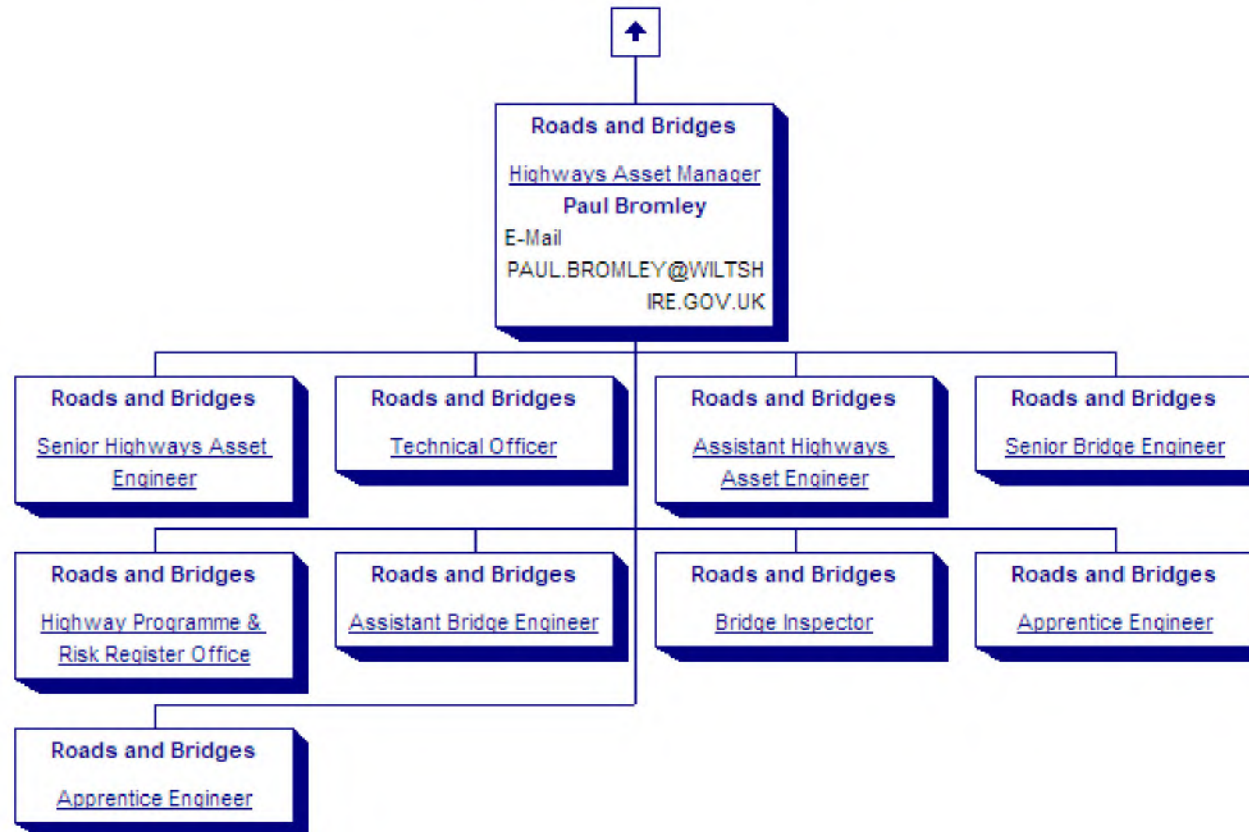 Roads and Bridges
Highways Asset Manager
Paul Bromley
E-Mail
PAUL.BROMLEY@WILTSH
IRE.GOV.UK
Roads and Bridges
Senior Highways Asset
Engineer
Roads and Bridges
Technical Officer
Roads and Bridges
Assistant Highways
Asset Engineer
Roads and Bridges
Senior Bridge Engineer
Roads and Bridges
Highway Programme &
Risk Register Office
Roads and Bridges
Assistant Bridge Engineer
Roads and Bridges
Bridge Inspector
Roads and Bridges
Apprentice Engineer
Roads and Bridges
Apprentice Engineer